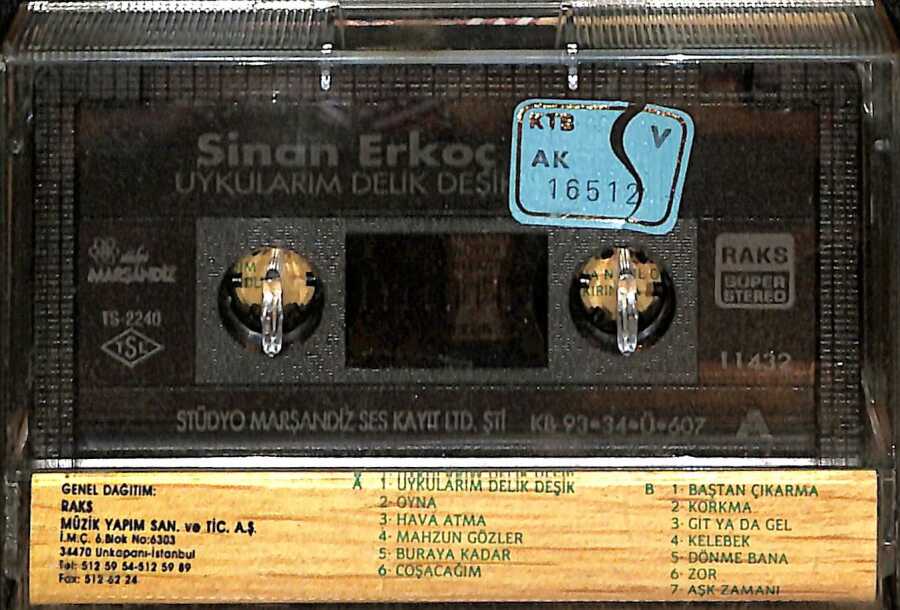 KTB
V
AK
16512
Sinan Erkoç
UYKULARIM DELİK DEŞİ
MARŞANDİZ
TS-2240
TSE
RAKS
SÜPER
STEREO
11432
STÜDYO MARŞANDİZ SES KAYIT LTD. ŞTİ KB-93•34•Ü•607 A
GENEL DAĞITIM:
RAKS
MÜZİK YAPIM SAN. ve TİC. A.Ş.
İ.M.Ç. 6.Blok No:6303
34470 Unkapanı-İstanbul
Tel: 512 59 54-512 59 89
Fax: 512 62 24
A 1- UYKULARIM DELİK DEŞİK
2- OYNA
3- HAVA ATMA
4- MAHZUN GÖZLER
5- BURAYA KADAR
6- COŞACAĞIM
B 1- BAŞTAN ÇIKARMA
2- KORKMA
3- GİT YA DA GEL
4- KELEBEK
5- DÖNME BANA
6- ZOR
7- AŞK ZAMANI